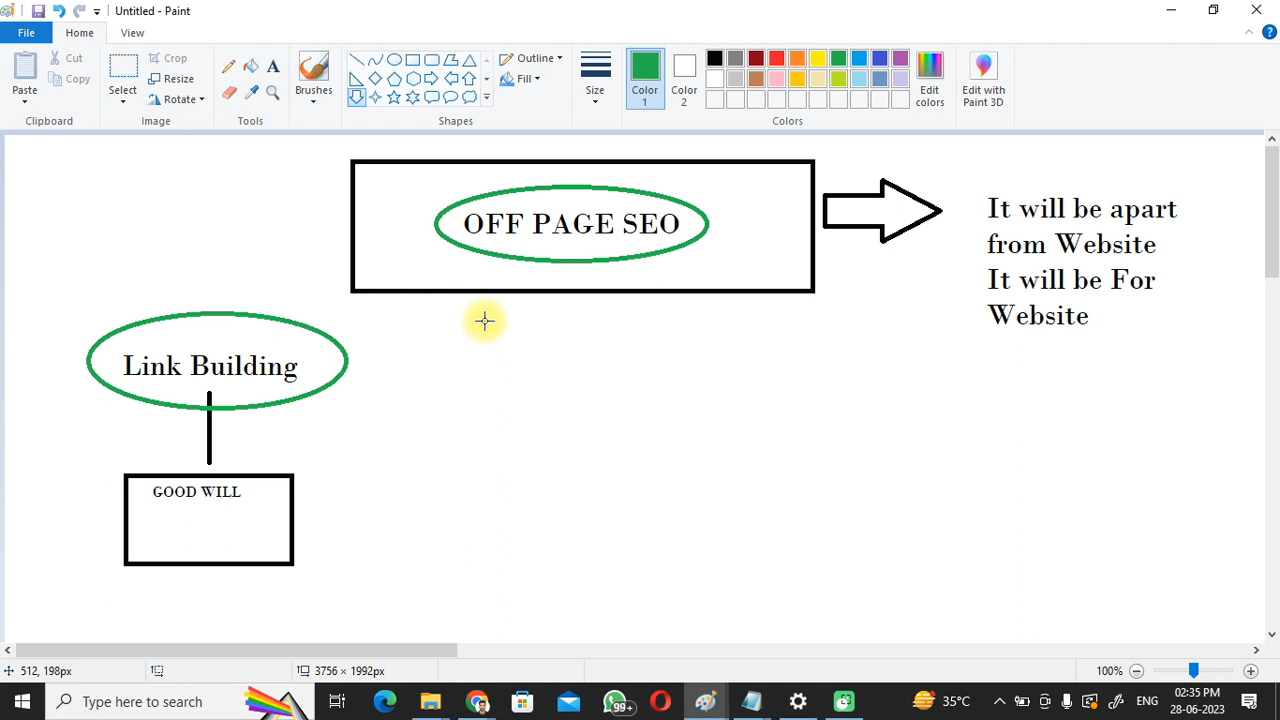 Untitled - Paint
File Home View
Paste
Cut
Copy
Clipboard
Select
Crop
Resize
Rotate
Image
Tools
Brushes
Outline
Fill
Shapes
Size
Color 1
Color 2
Edit colors
Edit with Paint 3D
Colors
OFF PAGE SEO
It will be apart
from Website
It will be For
Website
Link Building
GOOD WILL
512, 198px
3756 × 1992px
100%
Type here to search
99+
35°C
ENG
02:35 PM
28-06-2023